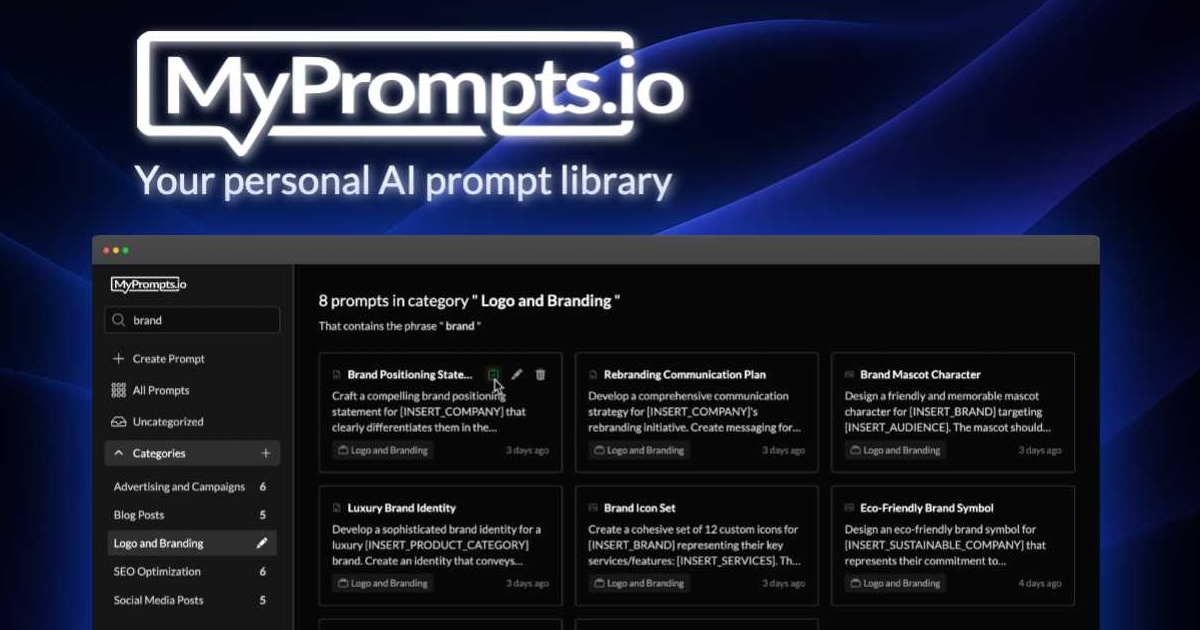 MyPrompts.io
Your personal AI prompt library
MyPrompts.io
brand
Create Prompt
All Prompts
Uncategorized
Categories
Advertising and Campaigns 6
Blog Posts 5
Logo and Branding
SEO Optimization 6
Social Media Posts 5
8 prompts in category " Logo and Branding "
That contains the phrase " brand "
Brand Positioning State...
Craft a compelling brand positioning
statement for [INSERT_COMPANY] that
clearly differentiates them in the...
Logo and Branding 3 days ago
Rebranding Communication Plan
Develop a comprehensive communication
strategy for [INSERT_COMPANY]'s
rebranding initiative. Create messaging for...
Logo and Branding 3 days ago
Brand Mascot Character
Design a friendly and memorable mascot
character for [INSERT_BRAND] targeting
[INSERT_AUDIENCE]. The mascot should...
Logo and Branding 3 days ago
Luxury Brand Identity
Develop a sophisticated brand identity for a
luxury [INSERT_PRODUCT_CATEGORY]
brand. Create an identity that conveys...
Logo and Branding 3 days ago
Brand Icon Set
Create a cohesive set of 12 custom icons for
[INSERT_BRAND] representing their key
services/features: [INSERT_SERVICES]. Th...
Logo and Branding 3 days ago
Eco-Friendly Brand Symbol
Design an eco-friendly brand symbol for
[INSERT_SUSTAINABLE_COMPANY] that
represents their commitment to...
Logo and Branding 4 days ago